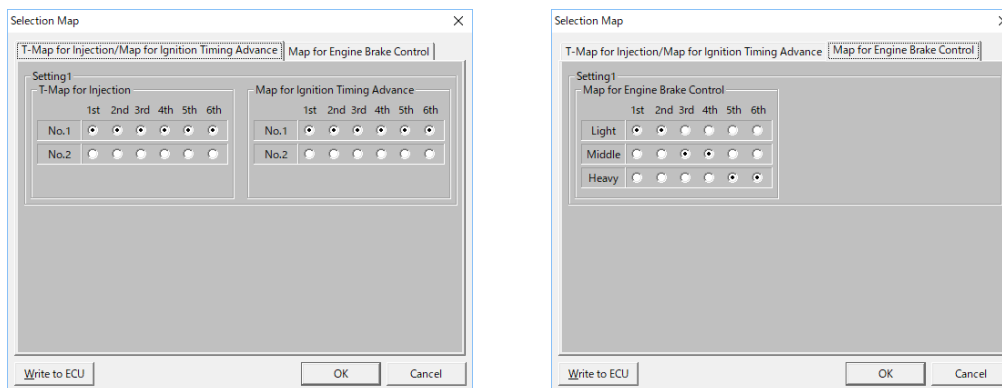 Selection Map
T-Map for Injection/Map for Ignition Timing Advance Map for Engine Brake Control
Setting1
T-Map for Injection
1st 2nd 3rd 4th 5th 6th
No.1
No.2
Map for Ignition Timing Advance
1st 2nd 3rd 4th 5th 6th
No.1
No.2
Write to ECU OK Cancel
Selection Map
T-Map for Injection/Map for Ignition Timing Advance Map for Engine Brake Control
Setting1
Map for Engine Brake Control
1st 2nd 3rd 4th 5th 6th
Light
Middle
Heavy
Write to ECU OK Cancel